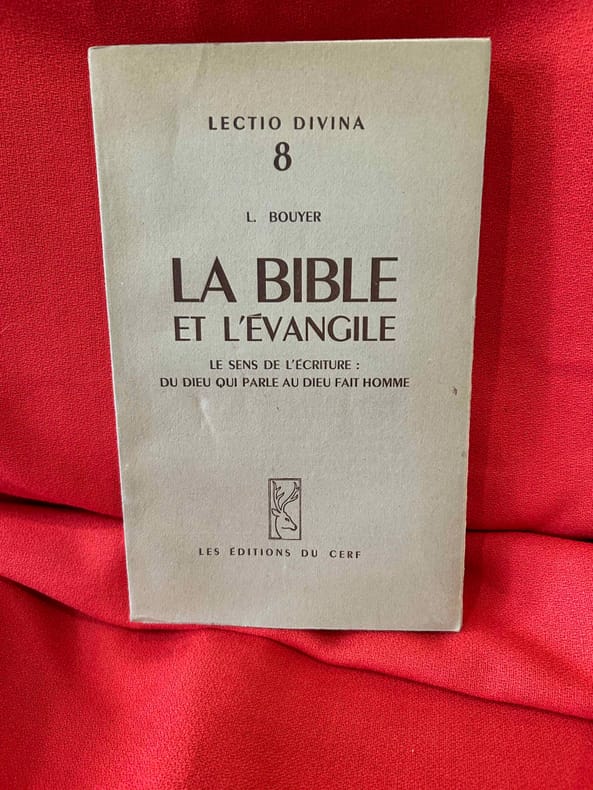 LECTIO DIVINA
8
L. BOUYER
LA BIBLE
ET L'ÉVANGILE
LE SENS DE L'ÉCRITURE :
DU DIEU QUI PARLE AU DIEU FAIT HOMME
LES ÉDITIONS DU CERF